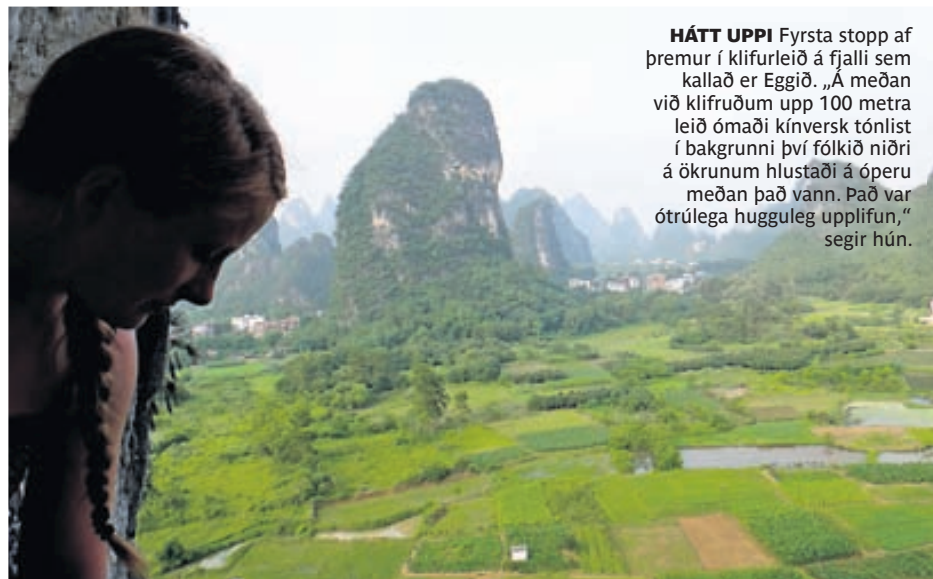 HÁTT UPPI Fyrsta stopp af
þremur í klifurleið á fjalli sem
kallað er Eggið. „Á meðan
við klifruðum upp 100 metra
leið ómaði kínversk tónlist
í bakgrunni því fólkið niðri
á ökrunum hlustaði á óperu
meðan það vann. Það var
ótrúlega hugguleg upplifun,“
segir hún.